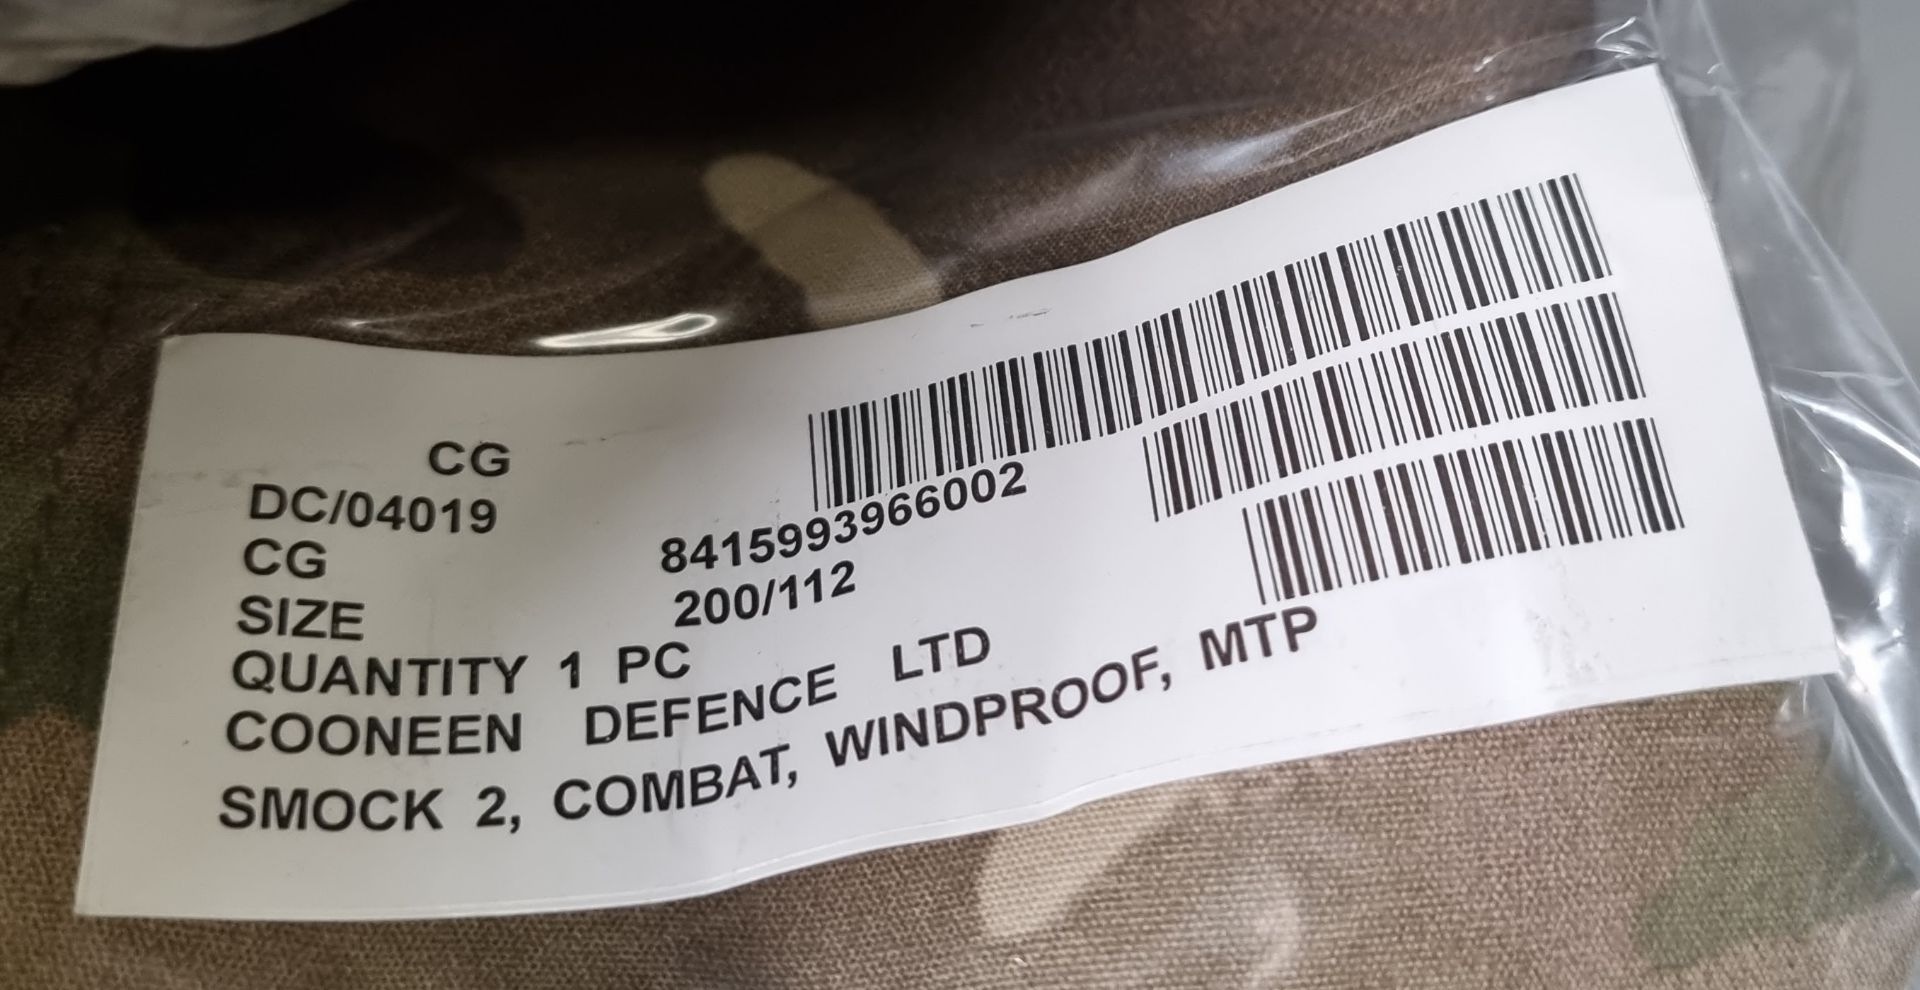 CG
DC/04019
CG 8415993966002
SIZE 200/112
QUANTITY 1 PC
COONEEN DEFENCE LTD
SMOCK 2, COMBAT, WINDPROOF, MTP